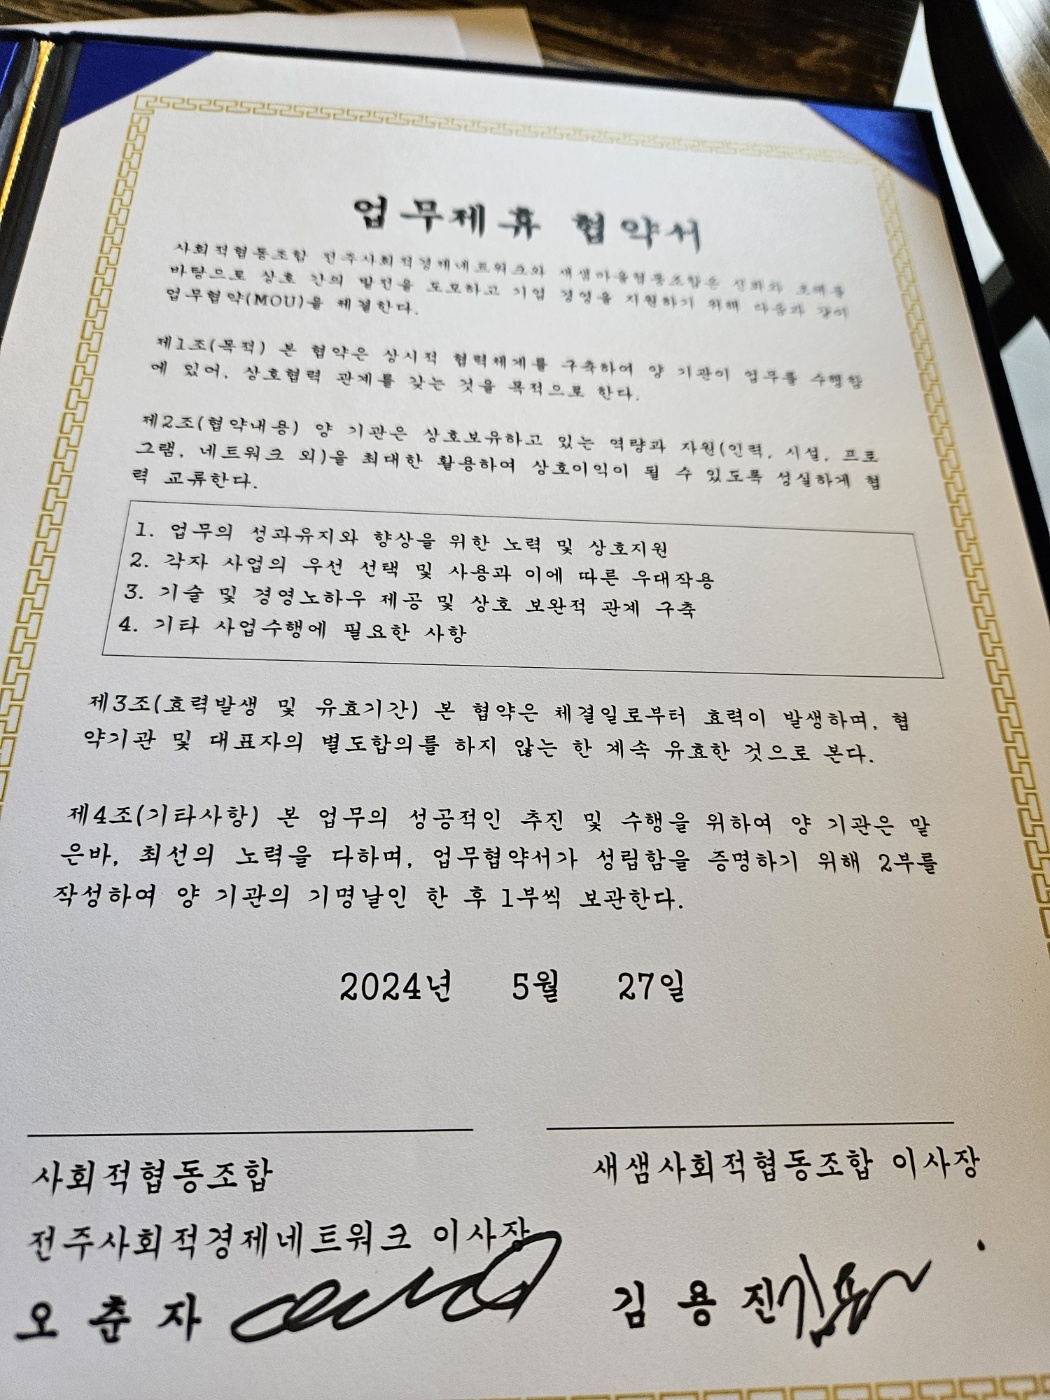 업무제휴 협약서
사회적협동조합 전주사회적경제네트워크와 새샘마을협동조합은 신뢰와 호혜를
바탕으로 상호 간의 발전을 도모하고 기업 경영을 지원하기 위해 다음과 같이
업무협약(MOU)을 체결한다.
제1조(목적) 본 협약은 상시적 협력체계를 구축하여 양 기관이 업무를 수행함
에 있어, 상호협력 관계를 갖는 것을 목적으로 한다.
제2조(협약내용) 양 기관은 상호보유하고 있는 역량과 자원(인력, 시설, 프로
그램, 네트워크 외)을 최대한 활용하여 상호이익이 될 수 있도록 성실하게 협
력 교류한다.
1. 업무의 성과유지와 향상을 위한 노력 및 상호지원
2. 각자 사업의 우선 선택 및 사용과 이에 따른 우대작용
3. 기술 및 경영노하우 제공 및 상호 보완적 관계 구축
4. 기타 사업수행에 필요한 사항
제3조(효력발생 및 유효기간) 본 협약은 체결일로부터 효력이 발생하며, 협
약기관 및 대표자의 별도합의를 하지 않는 한 계속 유효한 것으로 본다.
제4조(기타사항) 본 업무의 성공적인 추진 및 수행을 위하여 양 기관은 맡
은바, 최선의 노력을 다하며, 업무협약서가 성립함을 증명하기 위해 2부를
작성하여 양 기관의 기명날인 한 후 1부씩 보관한다.
2024년 5월 27일
사회적협동조합
전주사회적경제네트워크 이사장
오 춘 자
새샘사회적협동조합 이사장
김 용 진